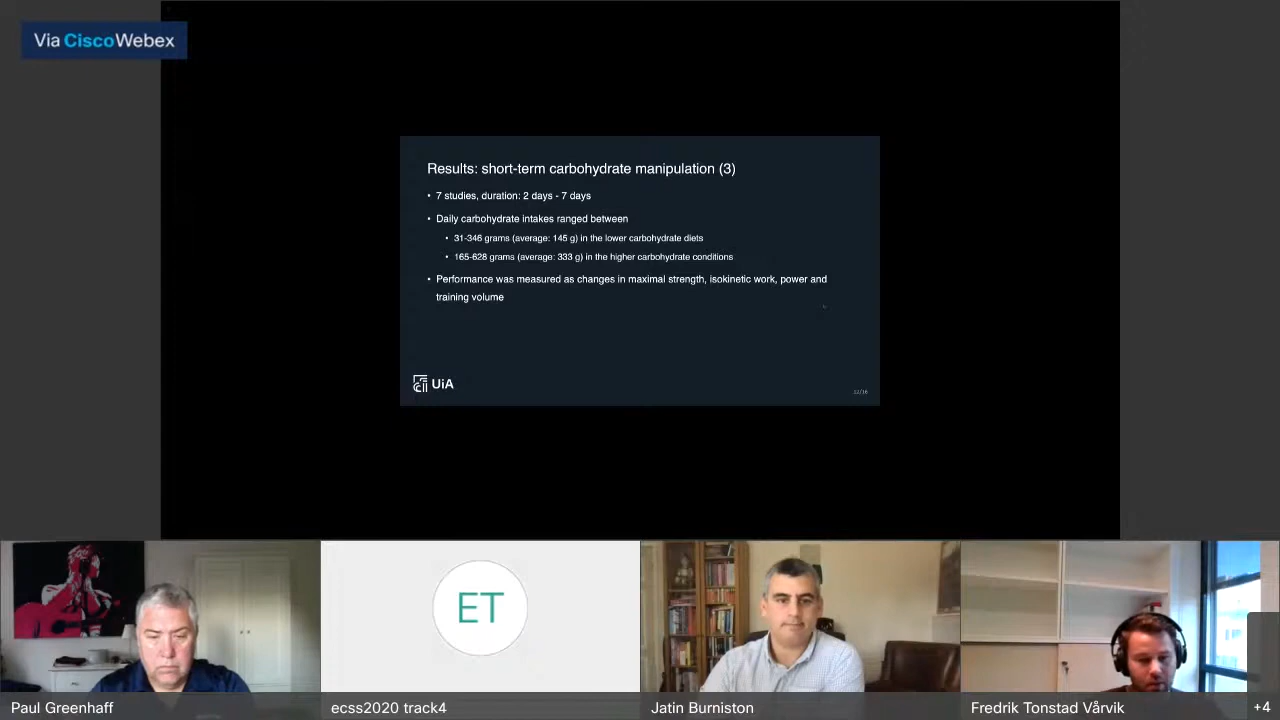 Via CiscoWebex
Results: short-term carbohydrate manipulation (3)
• 7 studies, duration: 2 days - 7 days
• Daily carbohydrate intakes ranged between
• 31-346 grams (average: 145 g) in the lower carbohydrate diets
• 165-628 grams (average: 333 g) in the higher carbohydrate conditions
• Performance was measured as changes in maximal strength, isokinetic work, power and
training volume
UiA
12/16
ET
Paul Greenhaff
ecss2020 track4
Jatin Burniston
Fredrik Tonstad Vårvik
+4